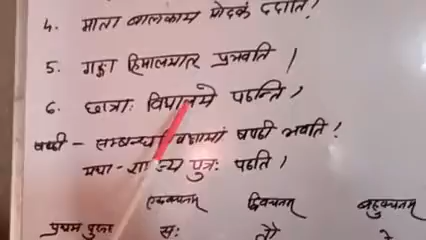 4. माता बालकाय मोदकं ददाति।
5. गङ्गा हिमालयात् प्रभवति।
6. छात्राः विद्यालये पठन्ति।
षष्ठी - सम्बन्धे षष्ठी भवति।
यथा - पुत्रः पठति।
एकवचनम् द्विवचनम् बहुवचनम्
प्रथम पुरुष सः तौ ते